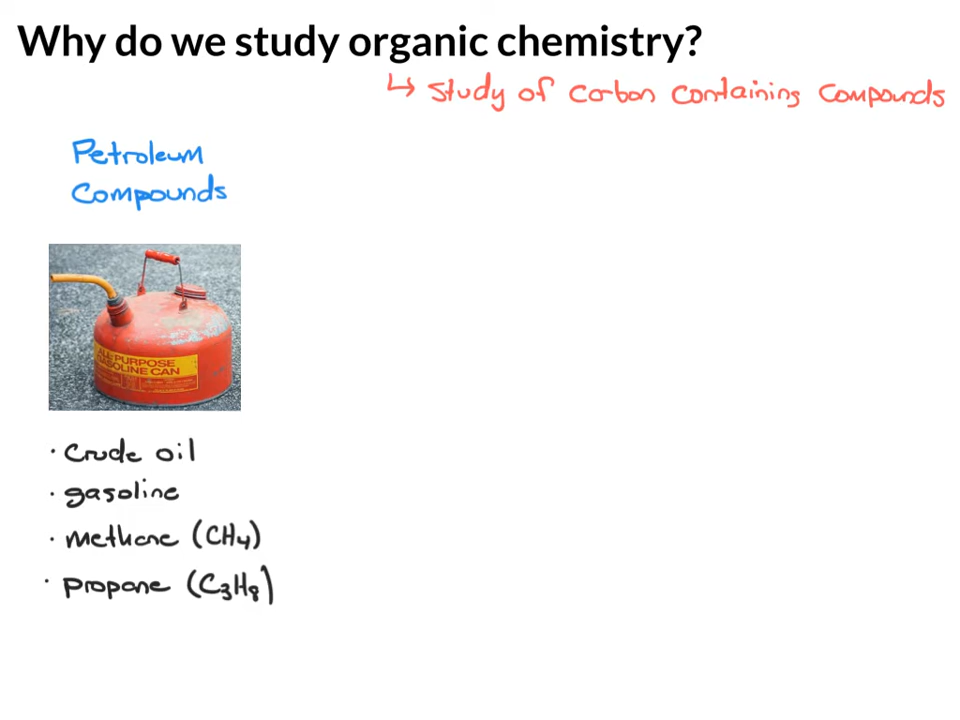 Why do we study organic chemistry?
↳ Study of carbon containing compounds
Petroleum
Compounds
ALL PURPOSE
GASOLINE CAN
· Crude oil
· gasoline
· methane (CH₄)
· propane (C₃H₈)